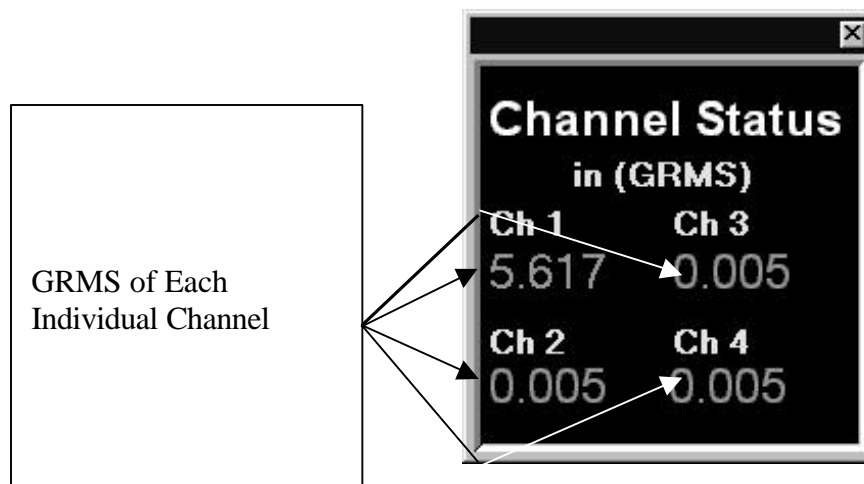 GRMS of Each
Individual Channel
Channel Status
in (GRMS)
Ch 1 Ch 3
5.617 0.005
Ch 2 Ch 4
0.005 0.005